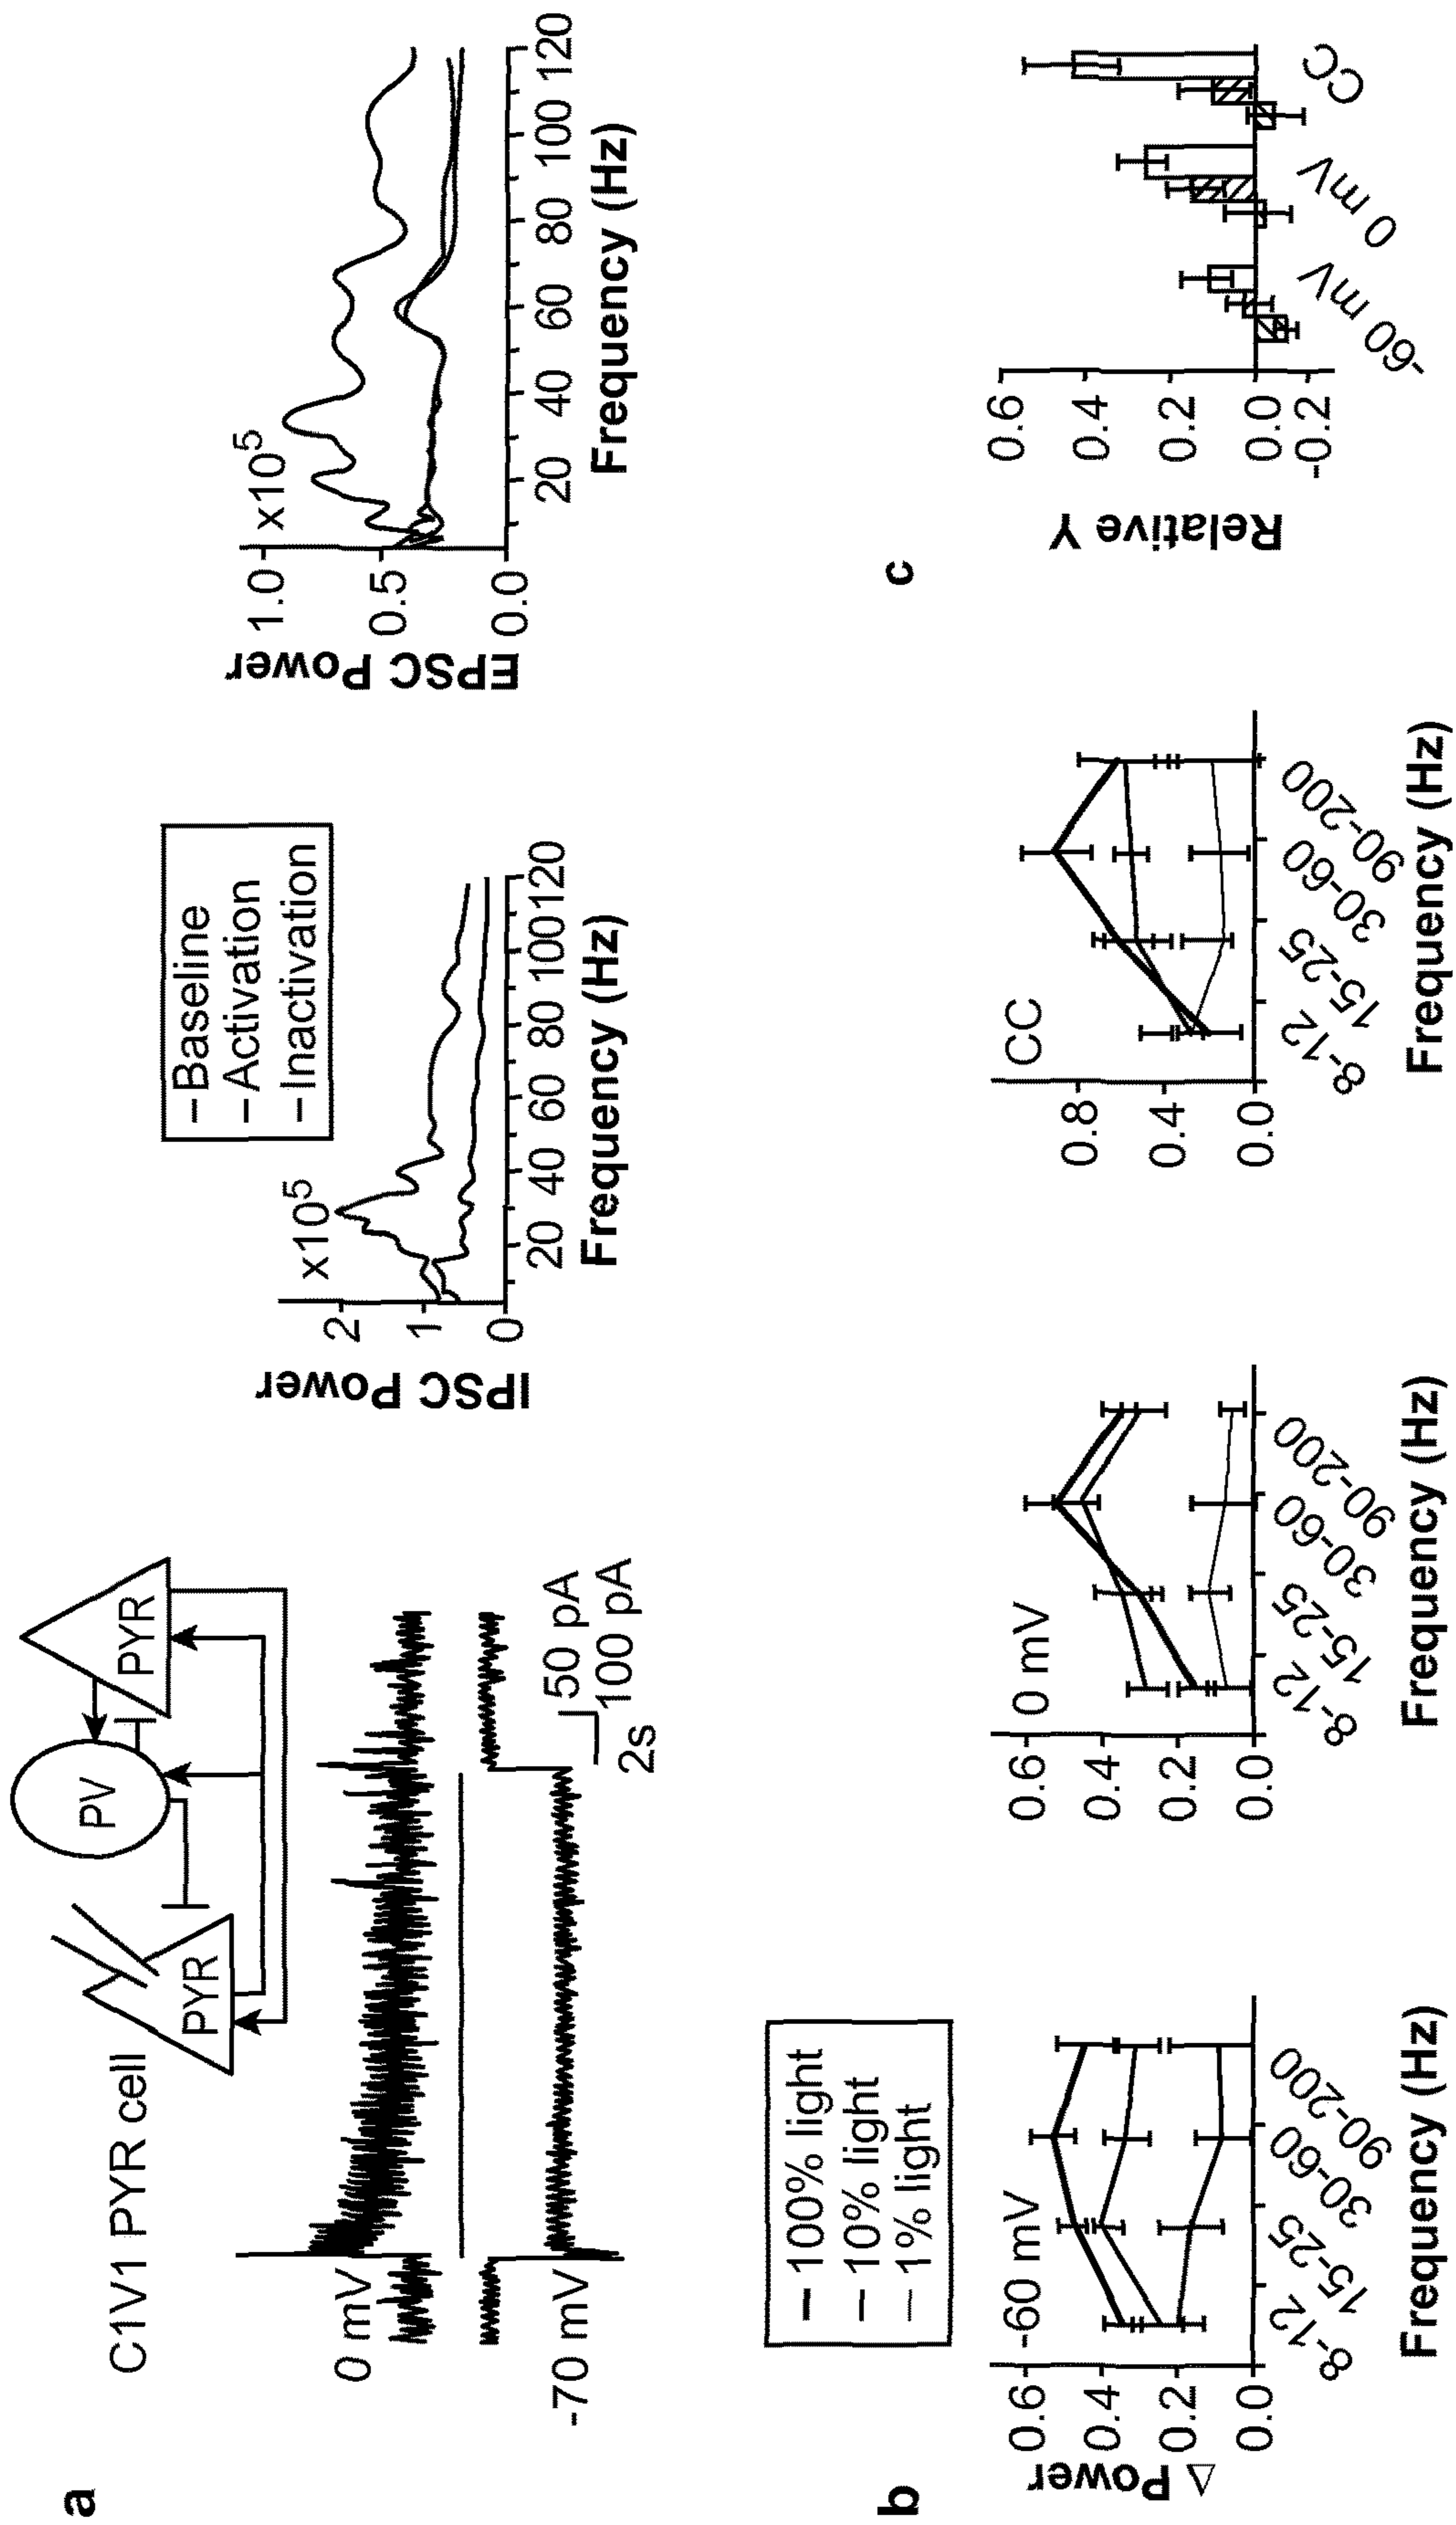 a
C1V1 PYR cell
PYR
PV
PYR
0 mV
-70 mV
50 pA
100 pA
2s
IPSC Power
x10⁵
2
1
0
20 40 60 80 100 120
Frequency (Hz)
– Baseline
– Activation
– Inactivation
EPSC Power
x10⁵
1.0
0.5
0.0
20 40 60 80 100 120
Frequency (Hz)
b
– 100% light
– 10% light
– 1% light
Δ Power
-60 mV
0.6
0.4
0.2
0.0
8-12 15-25 30-60 90-200
Frequency (Hz)
0 mV
0.6
0.4
0.2
0.0
8-12 15-25 30-60 90-200
Frequency (Hz)
CC
0.8
0.4
0.0
8-12 15-25 30-60 90-200
Frequency (Hz)
c
Relative Y
0.6
0.4
0.2
0.0
-0.2
-60 mV 0 mV CC